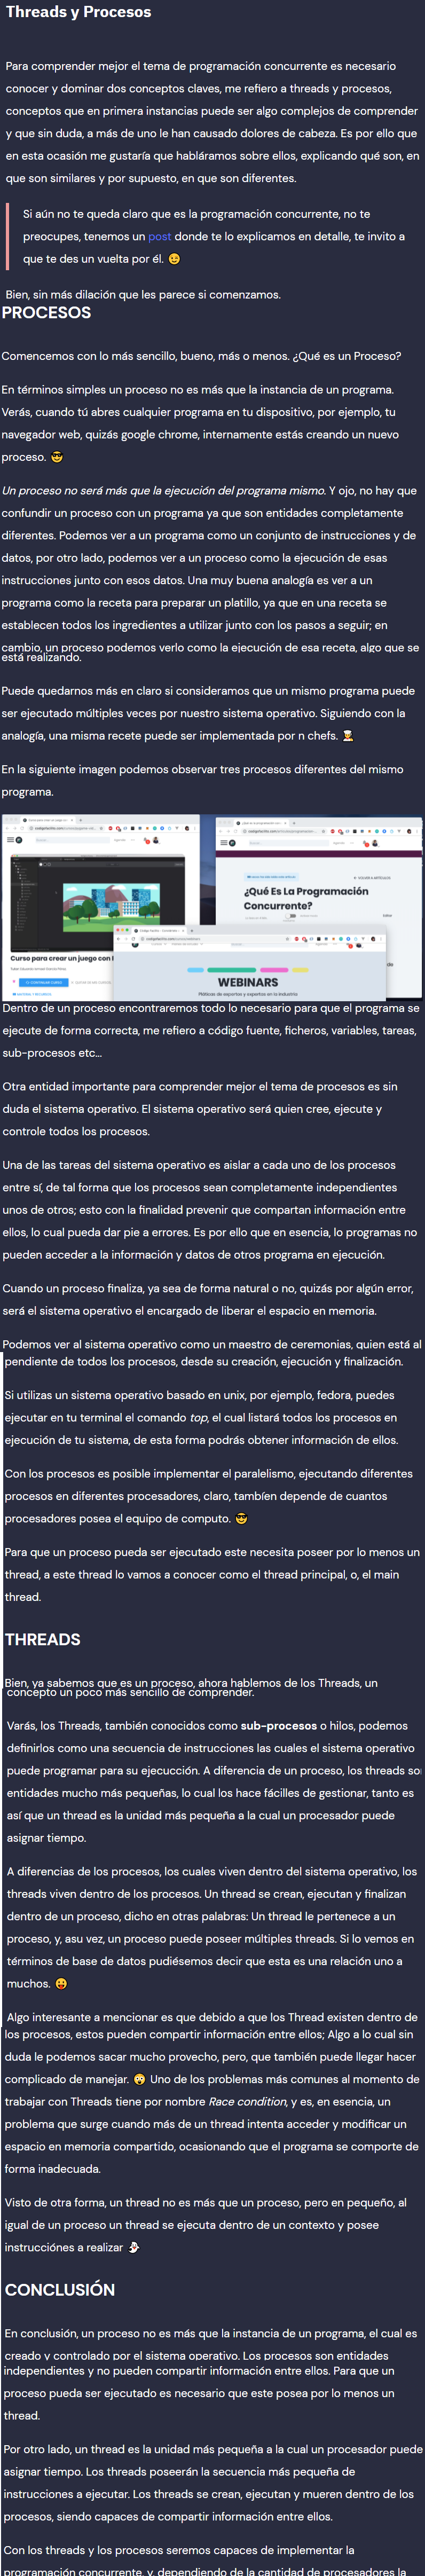 Threads y Procesos
Para comprender mejor el tema de programación concurrente es necesario
conocer y dominar dos conceptos claves, me refiero a threads y procesos,
conceptos que en primera instancias puede ser algo complejos de comprender
y que sin duda, a más de uno le han causado dolores de cabeza. Es por ello que
en esta ocasión me gustaría que habláramos sobre ellos, explicando qué son, en
que son similares y por supuesto, en que son diferentes.
Si aún no te queda claro que es la programación concurrente, no te
preocupes, tenemos un post donde te lo explicamos en detalle, te invito a
que te des un vuelta por él. 😉
Bien, sin más dilación que les parece si comenzamos.
PROCESOS
Comencemos con lo más sencillo, bueno, más o menos. ¿Qué es un Proceso?
En términos simples un proceso no es más que la instancia de un programa.
Verás, cuando tú abres cualquier programa en tu dispositivo, por ejemplo, tu
navegador web, quizás google chrome, internamente estás creando un nuevo
proceso. 😎
Un proceso no será más que la ejecución del programa mismo. Y ojo, no hay que
confundir un proceso con un programa ya que son entidades completamente
diferentes. Podemos ver a un programa como un conjunto de instrucciones y de
datos, por otro lado, podemos ver a un proceso como la ejecución de esas
instrucciones junto con esos datos. Una muy buena analogía es ver a un
programa como la receta para preparar un platillo, ya que en una receta se
establecen todos los ingredientes a utilizar junto con los pasos a seguir; en
cambio, un proceso podemos verlo como la ejecución de esa receta, algo que se
está realizando.
Puede quedarnos más en claro si consideramos que un mismo programa puede
ser ejecutado múltiples veces por nuestro sistema operativo. Siguiendo con la
analogía, una misma recete puede ser implementada por n chefs. 👨‍🍳
En la siguiente imagen podemos observar tres procesos diferentes del mismo
programa.
¿Qué Es La Programación
Concurrente?
Curso para crear un juego con
WEBINARS
Pláticas de expertos y expertas en la industria
Dentro de un proceso encontraremos todo lo necesario para que el programa se
ejecute de forma correcta, me refiero a código fuente, ficheros, variables, tareas,
sub-procesos etc...
Otra entidad importante para comprender mejor el tema de procesos es sin
duda el sistema operativo. El sistema operativo será quien cree, ejecute y
controle todos los procesos.
Una de las tareas del sistema operativo es aislar a cada uno de los procesos
entre sí, de tal forma que los procesos sean completamente independientes
unos de otros; esto con la finalidad prevenir que compartan información entre
ellos, lo cual pueda dar pie a errores. Es por ello que en esencia, lo programas no
pueden acceder a la información y datos de otros programa en ejecución.
Cuando un proceso finaliza, ya sea de forma natural o no, quizás por algún error,
será el sistema operativo el encargado de liberar el espacio en memoria.
Podemos ver al sistema operativo como un maestro de ceremonias, quien está al
pendiente de todos los procesos, desde su creación, ejecución y finalización.
Si utilizas un sistema operativo basado en unix, por ejemplo, fedora, puedes
ejecutar en tu terminal el comando top, el cual listará todos los procesos en
ejecución de tu sistema, de esta forma podrás obtener información de ellos.
Con los procesos es posible implementar el paralelismo, ejecutando diferentes
procesos en diferentes procesadores, claro, también depende de cuantos
procesadores posea el equipo de computo. 😎
Para que un proceso pueda ser ejecutado este necesita poseer por lo menos un
thread, a este thread lo vamos a conocer como el thread principal, o, el main
thread.
THREADS
Bien, ya sabemos que es un proceso, ahora hablemos de los Threads, un
concepto un poco más sencillo de comprender.
Varás, los Threads, también conocidos como sub-procesos o hilos, podemos
definirlos como una secuencia de instrucciones las cuales el sistema operativo
puede programar para su ejecucción. A diferencia de un proceso, los threads son
entidades mucho más pequeñas, lo cual los hace fácilles de gestionar, tanto es
así que un thread es la unidad más pequeña a la cual un procesador puede
asignar tiempo.
A diferencias de los procesos, los cuales viven dentro del sistema operativo, los
threads viven dentro de los procesos. Un thread se crean, ejecutan y finalizan
dentro de un proceso, dicho en otras palabras: Un thread le pertenece a un
proceso, y, asu vez, un proceso puede poseer múltiples threads. Si lo vemos en
términos de base de datos pudiésemos decir que esta es una relación uno a
muchos. 😛
Algo interesante a mencionar es que debido a que los Thread existen dentro de
los procesos, estos pueden compartir información entre ellos; Algo a lo cual sin
duda le podemos sacar mucho provecho, pero, que también puede llegar hacer
complicado de manejar. 😲 Uno de los problemas más comunes al momento de
trabajar con Threads tiene por nombre Race condition, y es, en esencia, un
problema que surge cuando más de un thread intenta acceder y modificar un
espacio en memoria compartido, ocasionando que el programa se comporte de
forma inadecuada.
Visto de otra forma, un thread no es más que un proceso, pero en pequeño, al
igual de un proceso un thread se ejecuta dentro de un contexto y posee
instrucciónes a realizar 👻
CONCLUSIÓN
En conclusión, un proceso no es más que la instancia de un programa, el cual es
creado y controlado por el sistema operativo. Los procesos son entidades
independientes y no pueden compartir información entre ellos. Para que un
proceso pueda ser ejecutado es necesario que este posea por lo menos un
thread.
Por otro lado, un thread es la unidad más pequeña a la cual un procesador puede
asignar tiempo. Los threads poseerán la secuencia más pequeña de
instrucciones a ejecutar. Los threads se crean, ejecutan y mueren dentro de los
procesos, siendo capaces de compartir información entre ellos.
Con los threads y los procesos seremos capaces de implementar la
programación concurrente, y, dependiendo de la cantidad de procesadores la